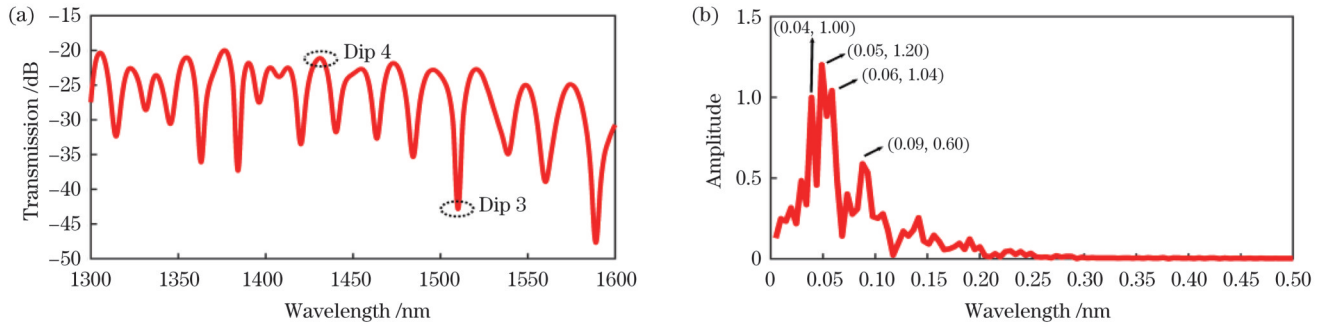 (a)
−15
−20
−25
−30
−35
−40
−45
−50
Transmission /dB
Dip 4
Dip 3
1300 1350 1400 1450 1500 1550 1600
Wavelength /nm
(b)
1.5
1.0
0.5
0
Amplitude
(0.04, 1.00)
(0.05, 1.20)
(0.06, 1.04)
(0.09, 0.60)
0 0.05 0.10 0.15 0.20 0.25 0.30 0.35 0.40 0.45 0.50
Wavelength /nm